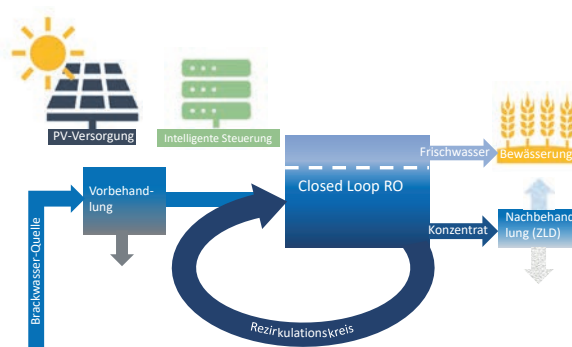 PV-Versorgung
Intelligente Steuerung
Frischwasser
Bewässerung
Vorbehand-
lung
Closed Loop RO
Konzentrat
Nachbehand
lung (ZLD)
Brackwasser-Quelle
Rezirkulationskreis